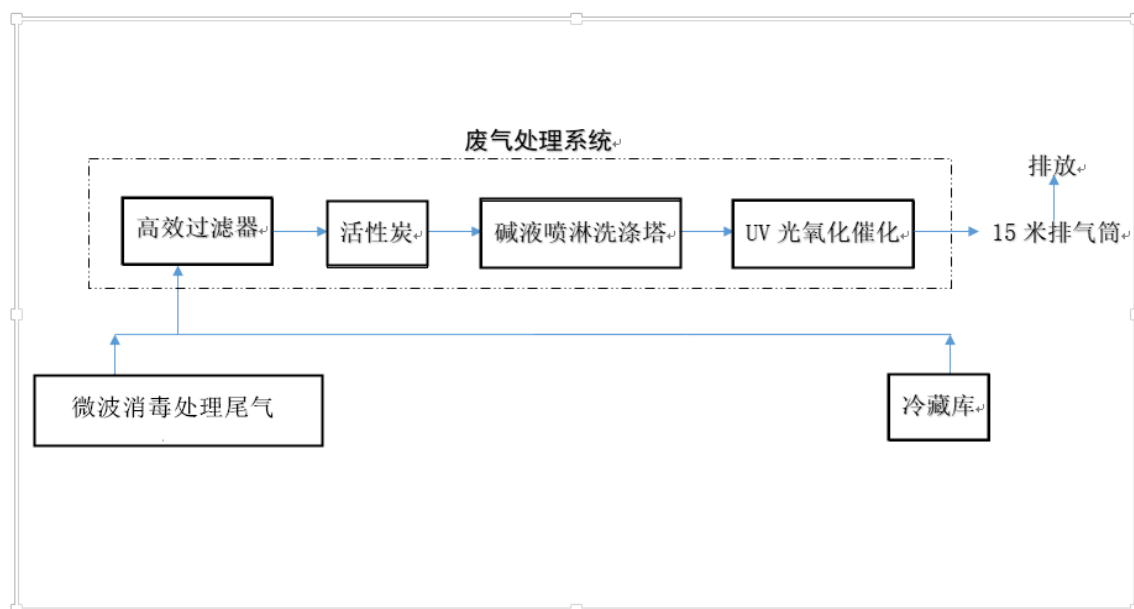 废气处理系统
排放
高效过滤器
活性炭
碱液喷淋洗涤塔
UV 光氧化催化
15 米排气筒
微波消毒处理尾气
冷藏库